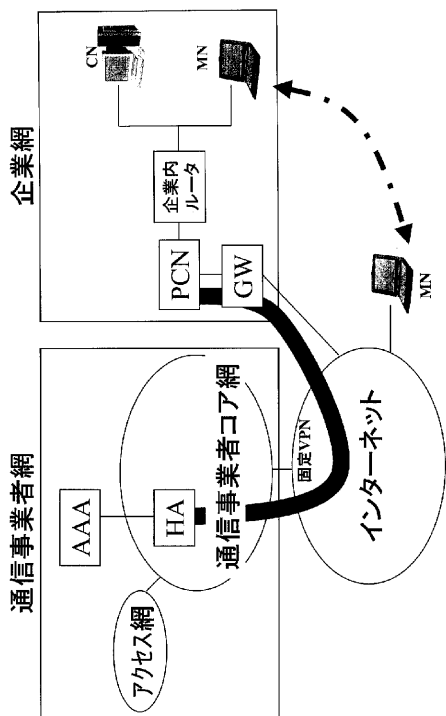 通信事業者網
AAA
HA
アクセス網
通信事業者コア網
固定VPN
インターネット
企業網
CN
MN
企業内
ルータ
PCN
GW
MN